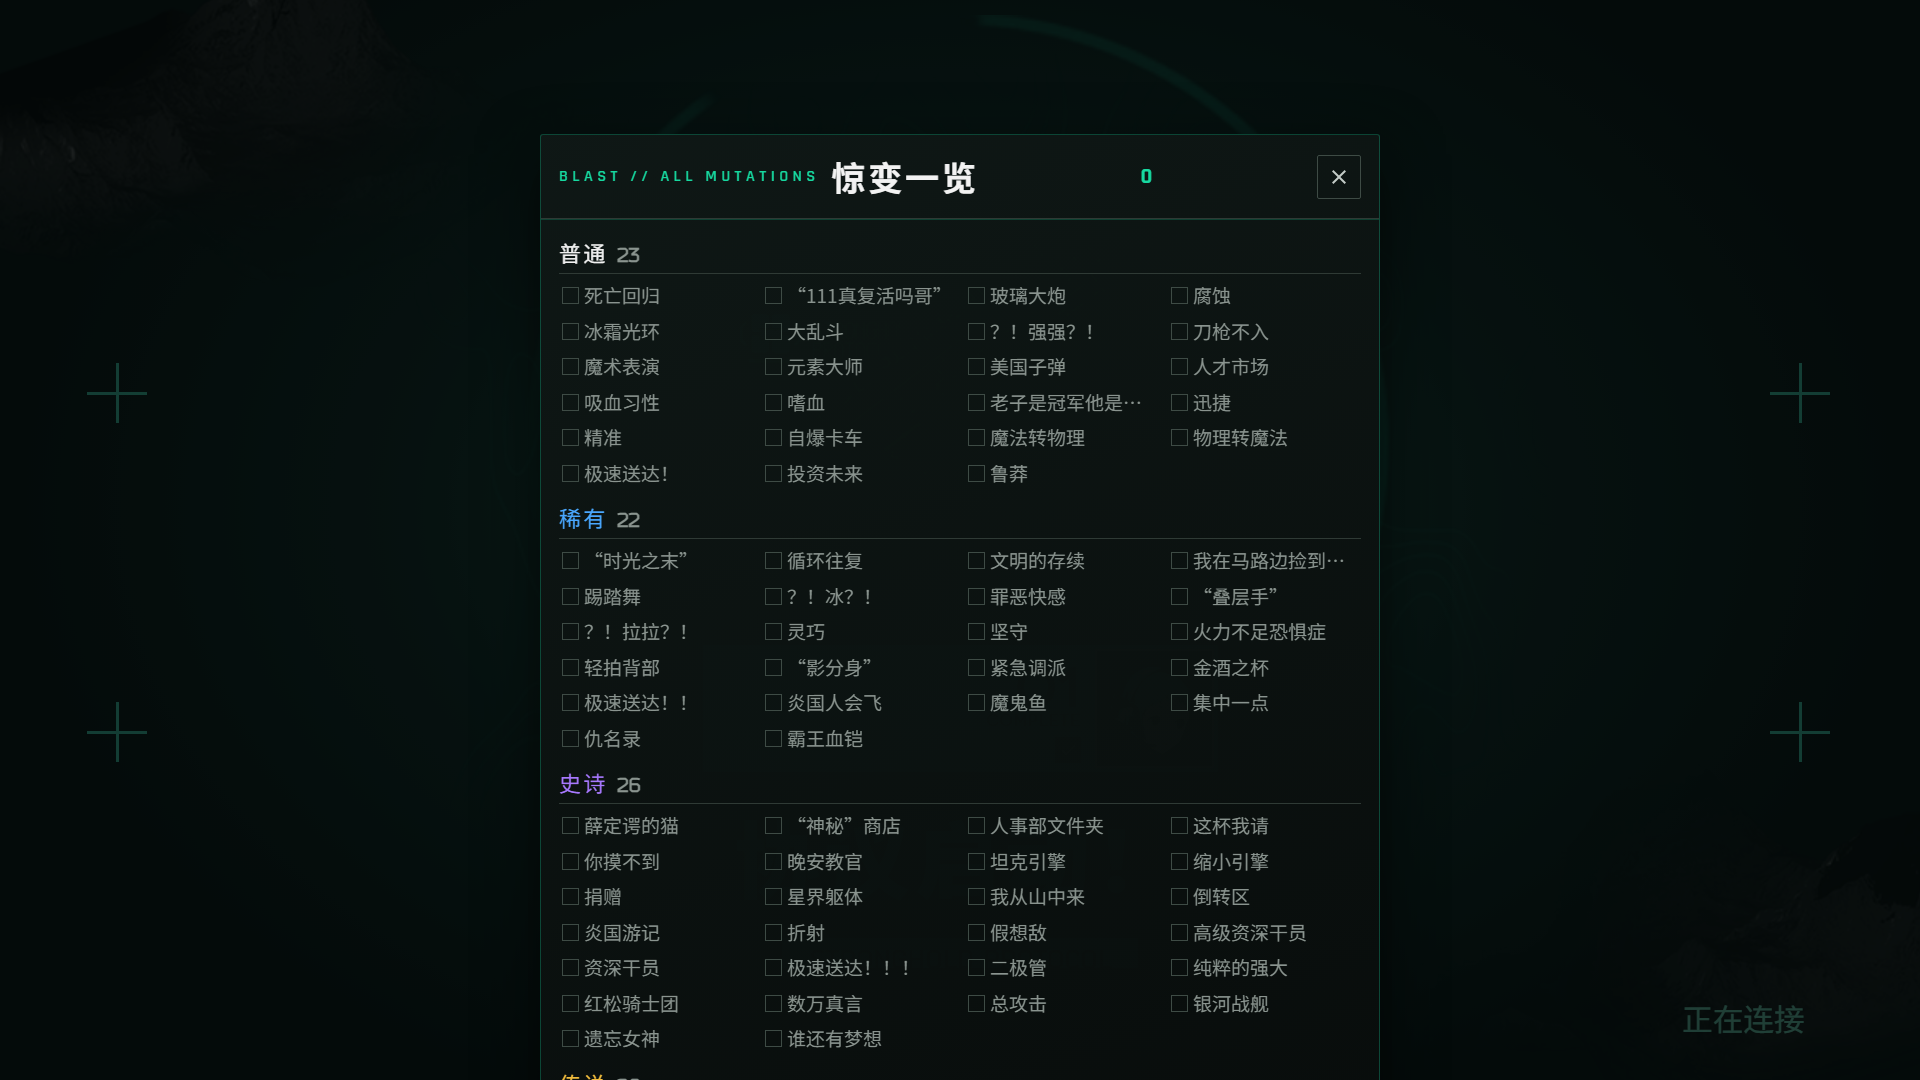 BLAST // ALL MUTATIONS 惊变一览 0
普通 23
死亡回归 “111真复活吗哥” 玻璃大炮 腐蚀
冰霜光环 大乱斗 ？！强强？！ 刀枪不入
魔术表演 元素大师 美国子弹 人才市场
吸血习性 嗜血 老子是冠军他是… 迅捷
精准 自爆卡车 魔法转物理 物理转魔法
极速送达！ 投资未来 鲁莽
稀有 22
“时光之末” 循环往复 文明的存续 我在马路边捡到…
踢踏舞 ？！冰？！ 罪恶快感 “叠层手”
？！拉拉？！ 灵巧 坚守 火力不足恐惧症
轻拍背部 “影分身” 紧急调派 金酒之杯
极速送达！！ 炎国人会飞 魔鬼鱼 集中一点
仇名录 霸王血铠
史诗 26
薛定谔的猫 “神秘”商店 人事部文件夹 这杯我请
你摸不到 晚安教官 坦克引擎 缩小引擎
捐赠 星界躯体 我从山中来 倒转区
炎国游记 折射 假想敌 高级资深干员
资深干员 极速送达！！！ 二极管 纯粹的强大
红松骑士团 数万真言 总攻击 银河战舰
遗忘女神 谁还有梦想
正在连接